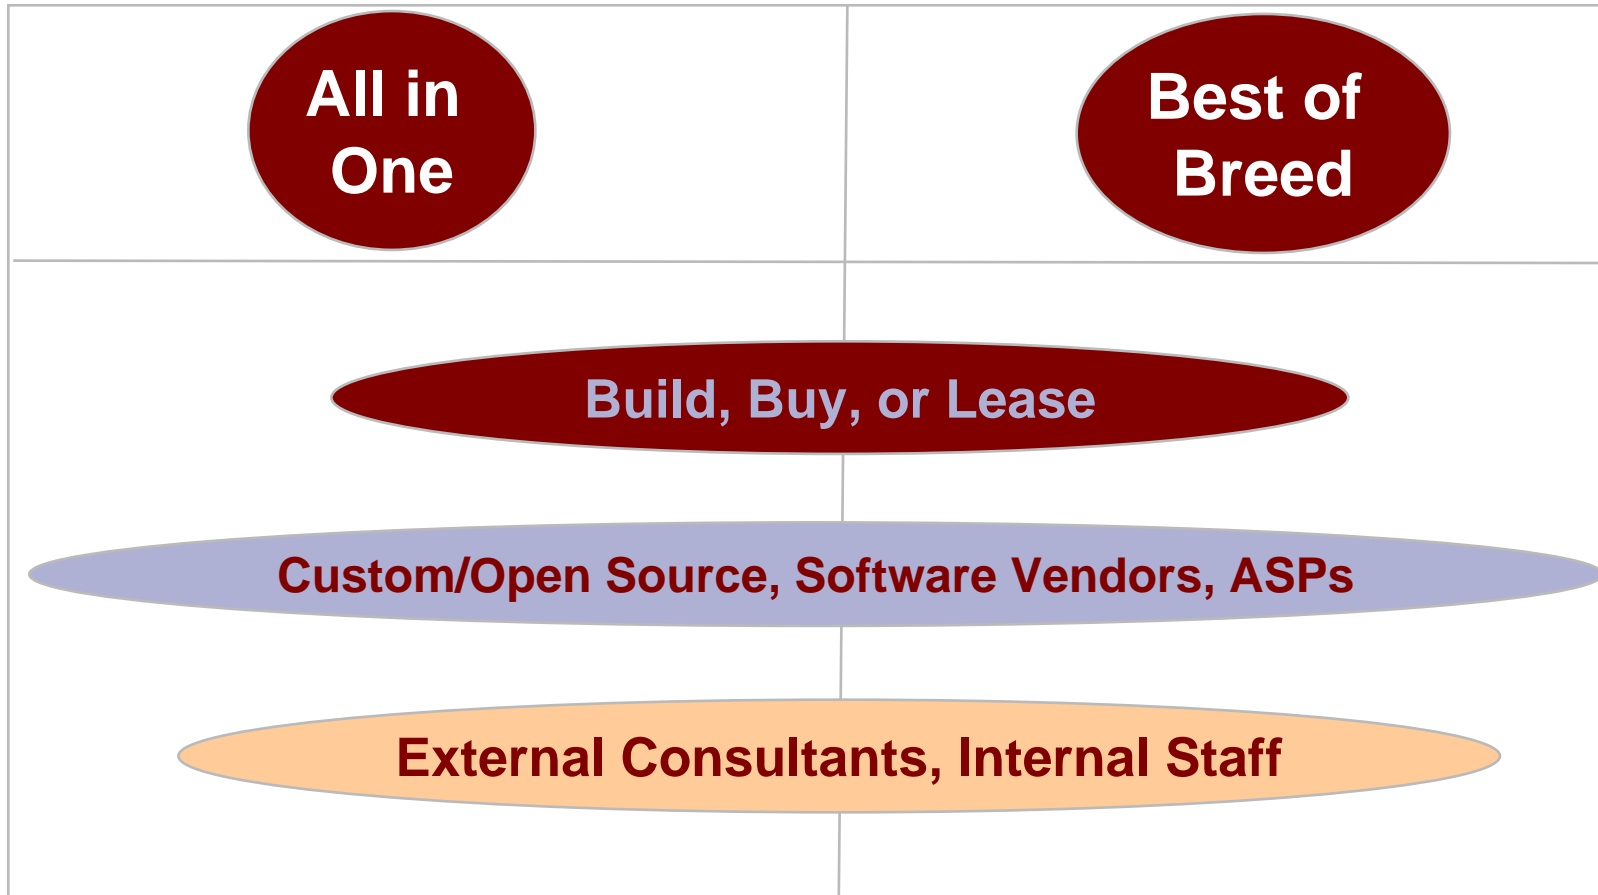 All in
One
Best of
Breed
Build, Buy, or Lease
Custom/Open Source, Software Vendors, ASPs
External Consultants, Internal Staff